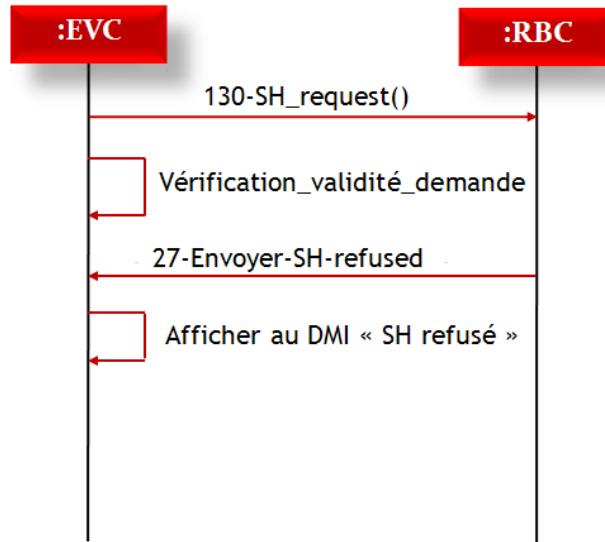 :EVC
:RBC
130-SH_request()
Vérification_validité_demande
27-Envoyer-SH-refused
Afficher au DMI « SH refusé »